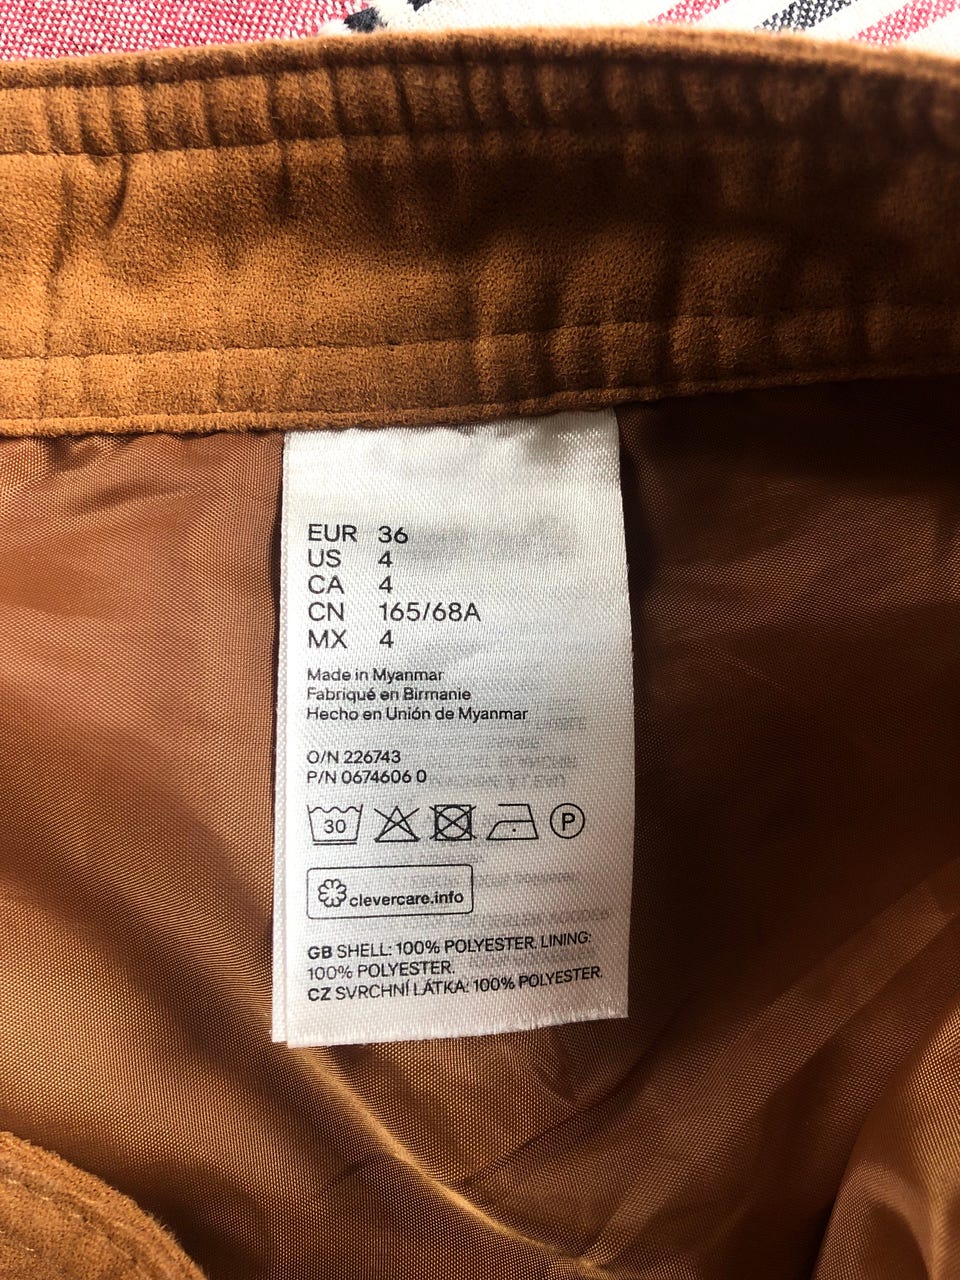 EUR 36
US 4
CA 4
CN 165/68A
MX 4
Made in Myanmar
Fabriqué en Birmanie
Hecho en Unión de Myanmar
O/N 226743
P/N 0674606 0
30
P
clevercare.info
GB SHELL: 100% POLYESTER. LINING:
100% POLYESTER.
CZ SVRCHNÍ LÁTKA: 100% POLYESTER.